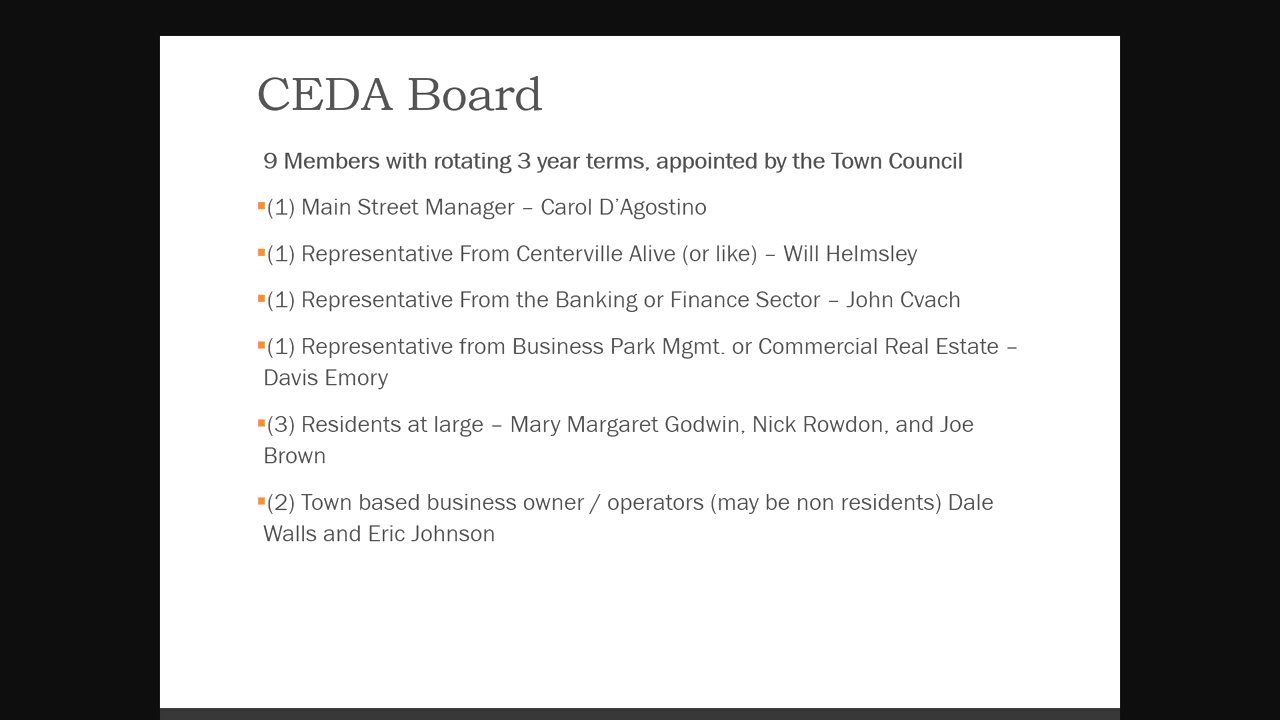 CEDA Board
9 Members with rotating 3 year terms, appointed by the Town Council
▪(1) Main Street Manager – Carol D’Agostino
▪(1) Representative From Centerville Alive (or like) – Will Helmsley
▪(1) Representative From the Banking or Finance Sector – John Cvach
▪(1) Representative from Business Park Mgmt. or Commercial Real Estate –
Davis Emory
▪(3) Residents at large – Mary Margaret Godwin, Nick Rowdon, and Joe
Brown
▪(2) Town based business owner / operators (may be non residents) Dale
Walls and Eric Johnson